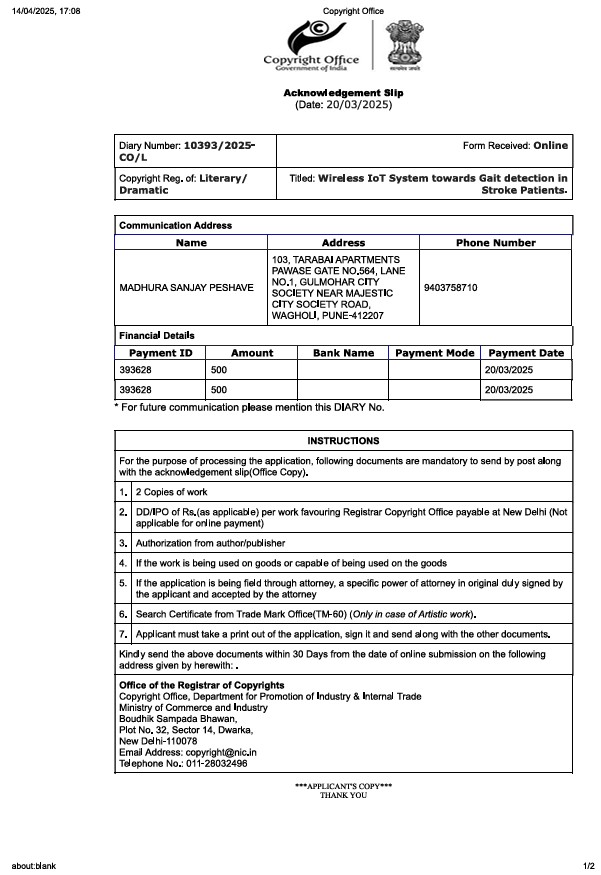 14/04/2025, 17:08
Copyright Office
Copyright Office
Government of India
सत्यमेव जयते
Acknowledgement Slip
(Date: 20/03/2025)
Diary Number: 10393/2025-
CO/L
Form Received: Online
Copyright Reg. of: Literary/
Dramatic
Titled: Wireless IoT System towards Gait detection in
Stroke Patients.
Communication Address
Name Address Phone Number
MADHURA SANJAY PESHAVE
103, TARABAI APARTMENTS
PAWASE GATE NO,564, LANE
NO.1, GULMOHAR CITY
SOCIETY NEAR MAJESTIC
CITY SOCIETY ROAD,
WAGHOLI, PUNE-412207
9403758710
Financial Details
Payment ID Amount Bank Name Payment Mode Payment Date
393628 500 20/03/2025
393628 500 20/03/2025
* For future communication please mention this DIARY No.
INSTRUCTIONS
For the purpose of processing the application, following documents are mandatory to send by post along
with the acknowledgement slip(Office Copy).
1. 2 Copies of work
2. DD/IPO of Rs.(as applicable) per work favouring Registrar Copyright Office payable at New Delhi (Not
applicable for online payment)
3. Authorization from author/publisher
4. If the work is being used on goods or capable of being used on the goods
5. If the application is being field through attorney, a specific power of attorney in original duly signed by
the applicant and accepted by the attorney
6. Search Certificate from Trade Mark Office(TM-60) (Only in case of Artistic work).
7. Applicant must take a print out of the application, sign it and send along with the other documents.
Kindly send the above documents within 30 Days from the date of online submission on the following
address given by herewith: .
Office of the Registrar of Copyrights
Copyright Office, Department for Promotion of Industry & Internal Trade
Ministry of Commerce and Industry
Boudhik Sampada Bhawan,
Plot No. 32, Sector 14, Dwarka,
New Delhi-110078
Email Address: copyright@nic.in
Telephone No.: 011-28032496
***APPLICANT'S COPY***
THANK YOU
about:blank
1/2